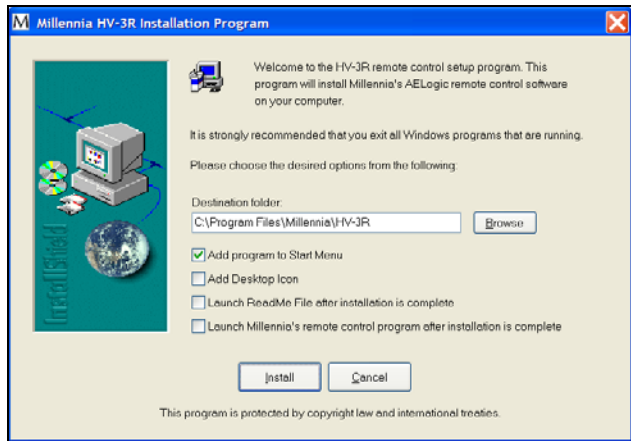 M Millennia HV-3R Installation Program
Welcome to the HV-3R remote control setup program. This
program will install Millennia's AELogic remote control software
on your computer.
It is strongly recommended that you exit all Windows programs that are running.
Please choose the desired options from the following:
Destination folder:
C:\Program Files\Millennia\HV-3R
Browse
Add program to Start Menu
Add Desktop Icon
Launch ReadMe File after installation is complete
Launch Millennia's remote control program after installation is complete
InstallShield
Install
Cancel
This program is protected by copyright law and international treaties.